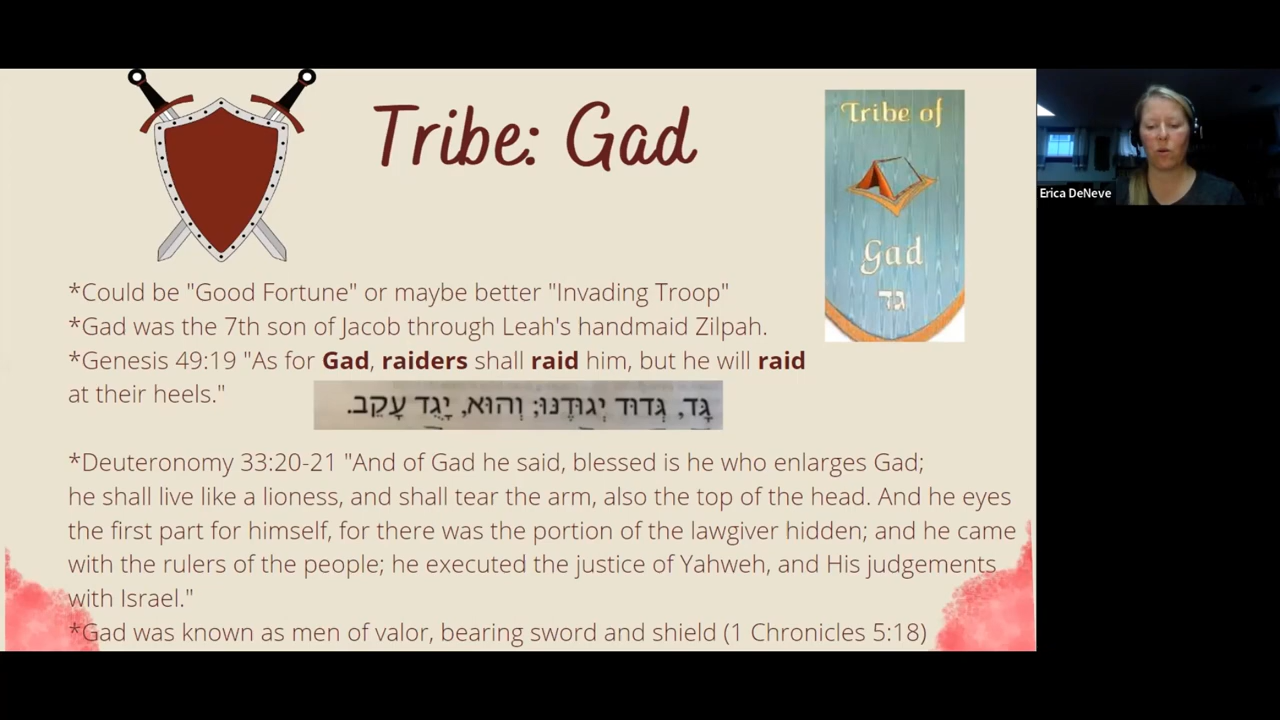 Tribe: Gad
Tribe of
Gad
גד
Erica DeNeve
*Could be "Good Fortune" or maybe better "Invading Troop"
*Gad was the 7th son of Jacob through Leah's handmaid Zilpah.
*Genesis 49:19 "As for Gad, raiders shall raid him, but he will raid
at their heels."
גָּד, גְּדוּד יְגוּדֶנּוּ; וְהוּא, יָגֻד עָקֵב.
*Deuteronomy 33:20-21 "And of Gad he said, blessed is he who enlarges Gad;
he shall live like a lioness, and shall tear the arm, also the top of the head. And he eyes
the first part for himself, for there was the portion of the lawgiver hidden; and he came
with the rulers of the people; he executed the justice of Yahweh, and His judgements
with Israel."
*Gad was known as men of valor, bearing sword and shield (1 Chronicles 5:18)